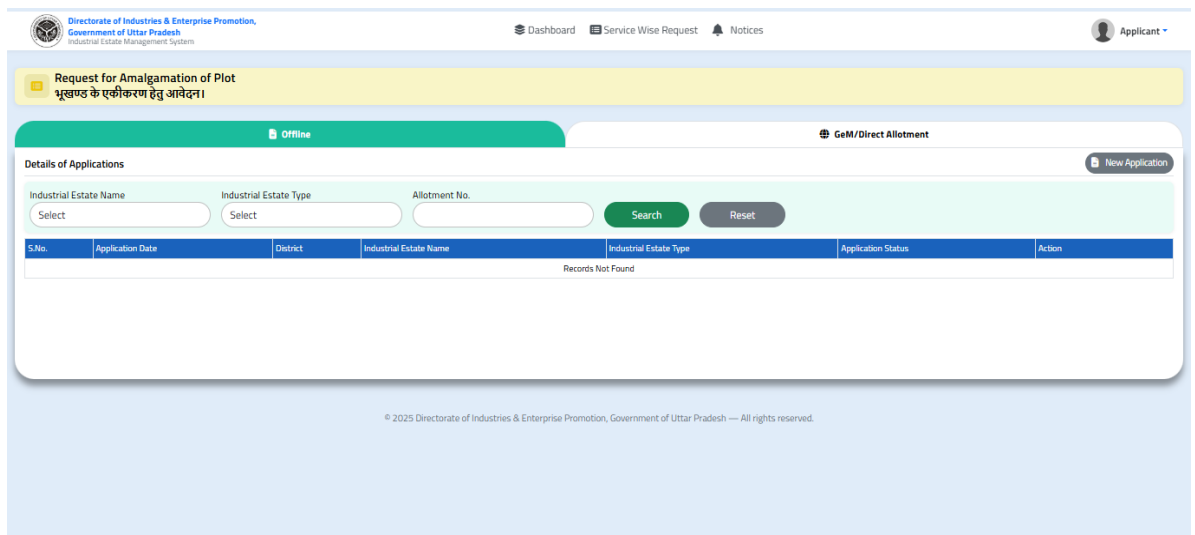 Directorate of Industries & Enterprise Promotion,
Government of Uttar Pradesh
Industrial Estate Management System
Dashboard Service Wise Request Notices
Applicant
Request for Amalgamation of Plot
भूखण्ड के एकीकरण हेतु आवेदन।
Offline
GeM/Direct Allotment
Details of Applications
New Application
Industrial Estate Name Industrial Estate Type Allotment No.
Select Select Search Reset
S.No. Application Date District Industrial Estate Name Industrial Estate Type Application Status Action
Records Not Found
© 2025 Directorate of Industries & Enterprise Promotion, Government of Uttar Pradesh — All rights reserved.